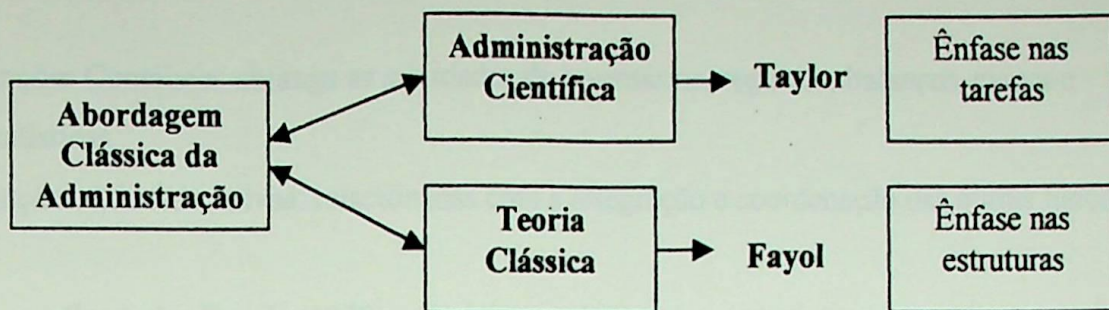 Abordagem
Clássica da
Administração
Administração
Científica
Taylor
Ênfase nas
tarefas
Teoria
Clássica
Fayol
Ênfase nas
estruturas